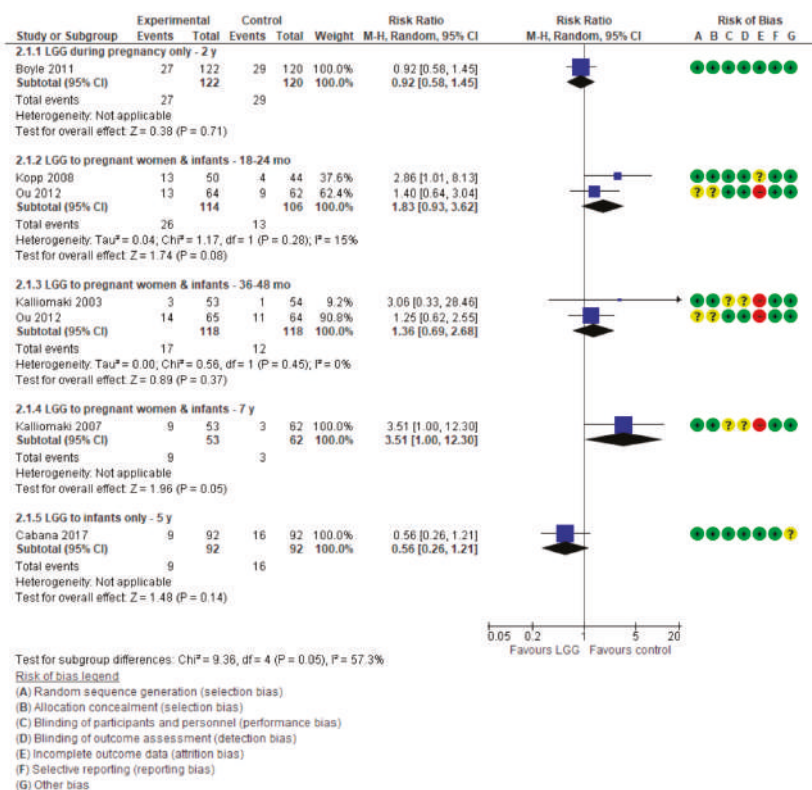 Experimental Control Risk Ratio Risk Ratio Risk of Bias
Study or Subgroup Events Total Events Total Weight M-H, Random, 95% CI M-H, Random, 95% CI A B C D E F G
2.1.1 LGG during pregnancy only - 2 y
Boyle 2011 27 122 29 120 100.0% 0.92 [0.58, 1.45] + + + + + + +
Subtotal (95% CI) 122 120 100.0% 0.92 [0.58, 1.45]
Total events 27 29
Heterogeneity: Not applicable
Test for overall effect: Z = 0.38 (P = 0.71)
2.1.2 LGG to pregnant women & infants - 18-24 mo
Kopp 2008 13 50 4 44 37.6% 2.86 [1.01, 8.13] + + + + ? + +
Ou 2012 13 64 9 62 62.4% 1.40 [0.64, 3.04] ? ? + + - + +
Subtotal (95% CI) 114 106 100.0% 1.83 [0.93, 3.62]
Total events 26 13
Heterogeneity: Tau² = 0.04; Chi² = 1.17, df = 1 (P = 0.28); I² = 15%
Test for overall effect: Z = 1.74 (P = 0.08)
2.1.3 LGG to pregnant women & infants - 36-48 mo
Kalliomaki 2003 3 53 1 54 9.2% 3.06 [0.33, 28.46] + + ? ? - + +
Ou 2012 14 65 11 64 90.8% 1.25 [0.62, 2.55] ? ? + + - + +
Subtotal (95% CI) 118 118 100.0% 1.36 [0.69, 2.68]
Total events 17 12
Heterogeneity: Tau² = 0.00; Chi² = 0.56, df = 1 (P = 0.45); I² = 0%
Test for overall effect: Z = 0.89 (P = 0.37)
2.1.4 LGG to pregnant women & infants - 7 y
Kalliomaki 2007 9 53 3 62 100.0% 3.51 [1.00, 12.30] + + ? ? - + +
Subtotal (95% CI) 53 62 100.0% 3.51 [1.00, 12.30]
Total events 9 3
Heterogeneity: Not applicable
Test for overall effect: Z = 1.96 (P = 0.05)
2.1.5 LGG to infants only - 5 y
Cabana 2017 9 92 16 92 100.0% 0.56 [0.26, 1.21] + + + + + + ?
Subtotal (95% CI) 92 92 100.0% 0.56 [0.26, 1.21]
Total events 9 16
Heterogeneity: Not applicable
Test for overall effect: Z = 1.48 (P = 0.14)
0.05 0.2 1 5 20
Favours LGG Favours control
Test for subgroup differences: Chi² = 9.36, df = 4 (P = 0.05), I² = 57.3%
Risk of bias legend
(A) Random sequence generation (selection bias)
(B) Allocation concealment (selection bias)
(C) Blinding of participants and personnel (performance bias)
(D) Blinding of outcome assessment (detection bias)
(E) Incomplete outcome data (attrition bias)
(F) Selective reporting (reporting bias)
(G) Other bias